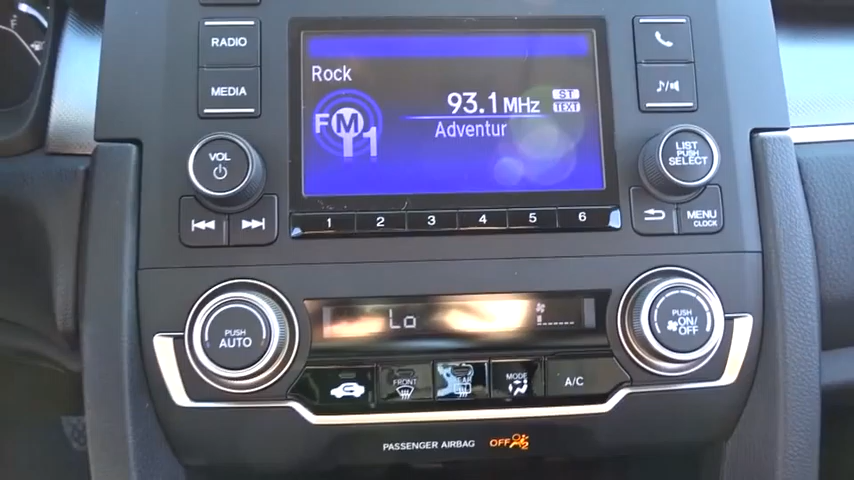 RADIO
MEDIA
VOL
Rock
FM1
93.1 MHz
ST
TEXT
Adventur
LIST
PUSH
SELECT
MENU
CLOCK
1 2 3 4 5 6
PUSH
AUTO
Lo
PUSH
ON/
OFF
FRONT
REAR
MODE
A/C
PASSENGER AIRBAG OFF